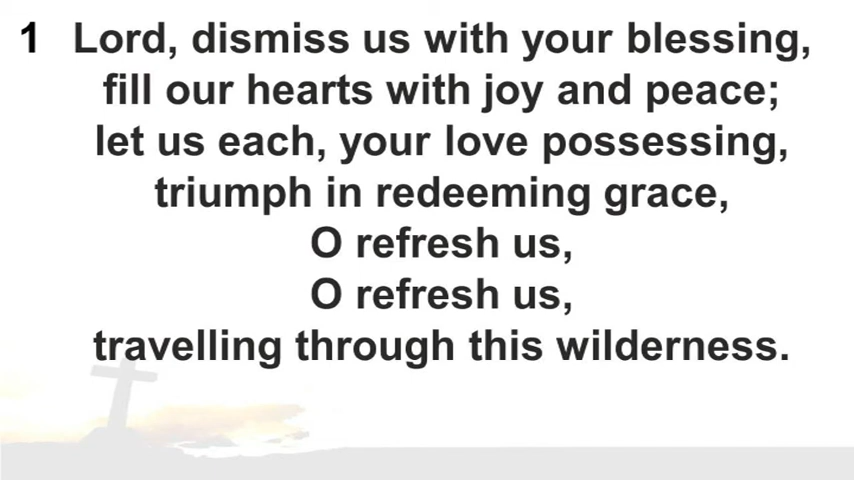 1 Lord, dismiss us with your blessing,
fill our hearts with joy and peace;
let us each, your love possessing,
triumph in redeeming grace,
O refresh us,
O refresh us,
travelling through this wilderness.